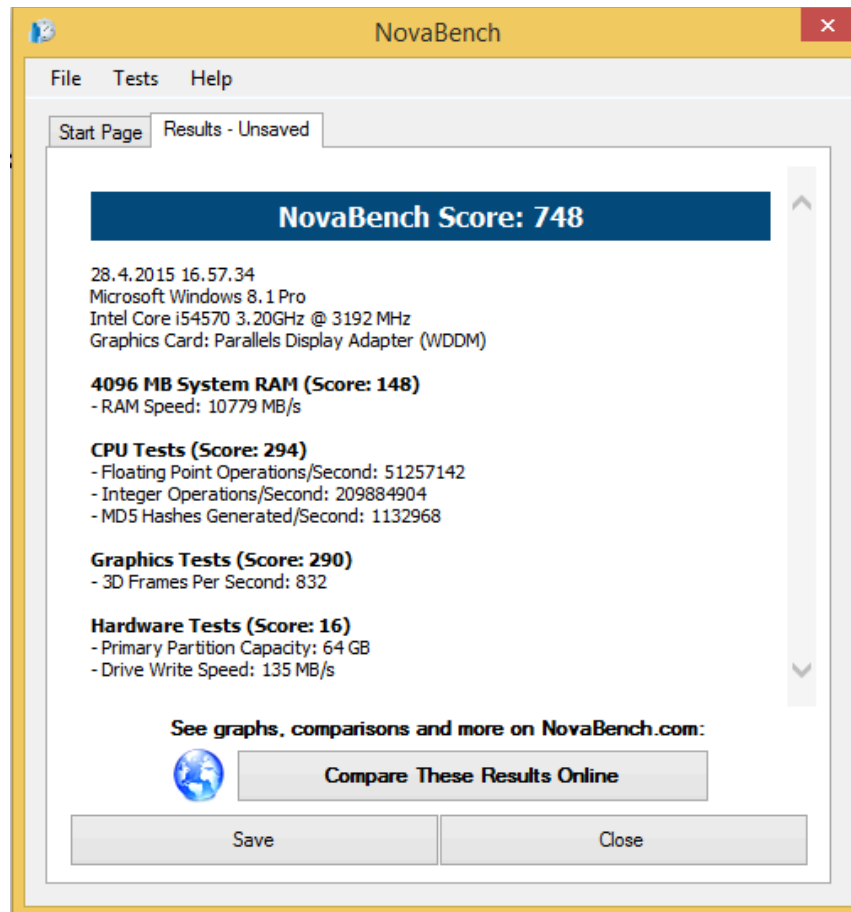 NovaBench
File Tests Help
Start Page Results - Unsaved
NovaBench Score: 748
28.4.2015 16.57.34
Microsoft Windows 8.1 Pro
Intel Core i54570 3.20GHz @ 3192 MHz
Graphics Card: Parallels Display Adapter (WDDM)
4096 MB System RAM (Score: 148)
- RAM Speed: 10779 MB/s
CPU Tests (Score: 294)
- Floating Point Operations/Second: 51257142
- Integer Operations/Second: 209884904
- MD5 Hashes Generated/Second: 1132968
Graphics Tests (Score: 290)
- 3D Frames Per Second: 832
Hardware Tests (Score: 16)
- Primary Partition Capacity: 64 GB
- Drive Write Speed: 135 MB/s
See graphs, comparisons and more on NovaBench.com:
Compare These Results Online
Save Close